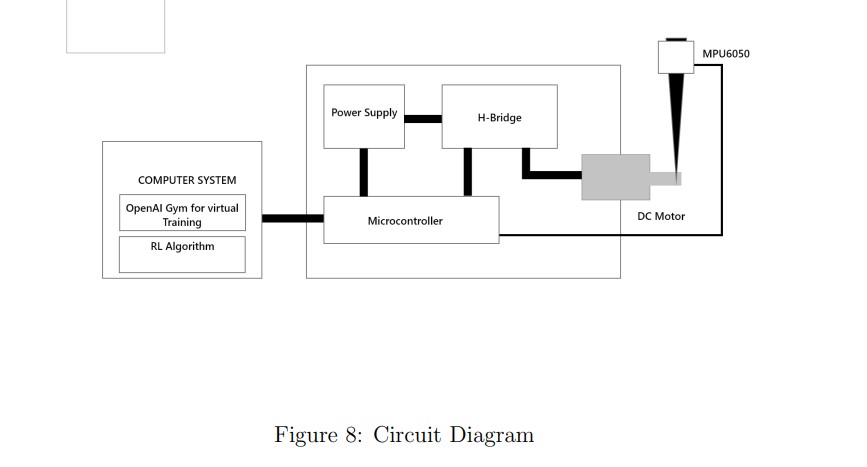 MPU6050
Power Supply
H-Bridge
COMPUTER SYSTEM
OpenAI Gym for virtual
Training
RL Algorithm
Microcontroller
DC Motor
Figure 8: Circuit Diagram